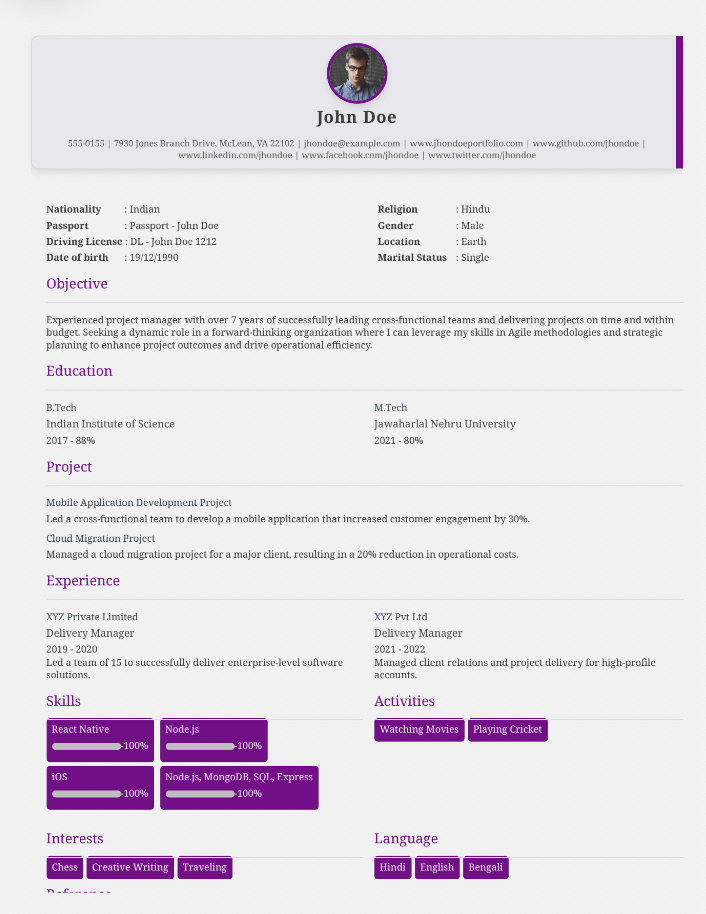 John Doe
555-0155 | 7930 Jones Branch Drive, McLean, VA 22102 | jhondoe@example.com | www.jhondoeportfolio.com | www.github.com/jhondoe |
www.linkedin.com/jhondoe | www.facebook.com/jhondoe | www.twitter.com/jhondoe
Nationality : Indian
Passport : Passport - John Doe
Driving License : DL - John Doe 1212
Date of birth : 19/12/1990
Religion : Hindu
Gender : Male
Location : Earth
Marital Status : Single
Objective
Experienced project manager with over 7 years of successfully leading cross-functional teams and delivering projects on time and within
budget. Seeking a dynamic role in a forward-thinking organization where I can leverage my skills in Agile methodologies and strategic
planning to enhance project outcomes and drive operational efficiency.
Education
B.Tech
Indian Institute of Science
2017 - 88%
M.Tech
Jawaharlal Nehru University
2021 - 80%
Project
Mobile Application Development Project
Led a cross-functional team to develop a mobile application that increased customer engagement by 30%.
Cloud Migration Project
Managed a cloud migration project for a major client, resulting in a 20% reduction in operational costs.
Experience
XYZ Private Limited
Delivery Manager
2019 - 2020
Led a team of 15 to successfully deliver enterprise-level software
solutions.
XYZ Pvt Ltd
Delivery Manager
2021 - 2022
Managed client relations and project delivery for high-profile
accounts.
Skills
React Native
100%
Node.js
100%
iOS
100%
Node.js, MongoDB, SQL, Express
100%
Activities
Watching Movies
Playing Cricket
Interests
Chess
Creative Writing
Traveling
Language
Hindi
English
Bengali